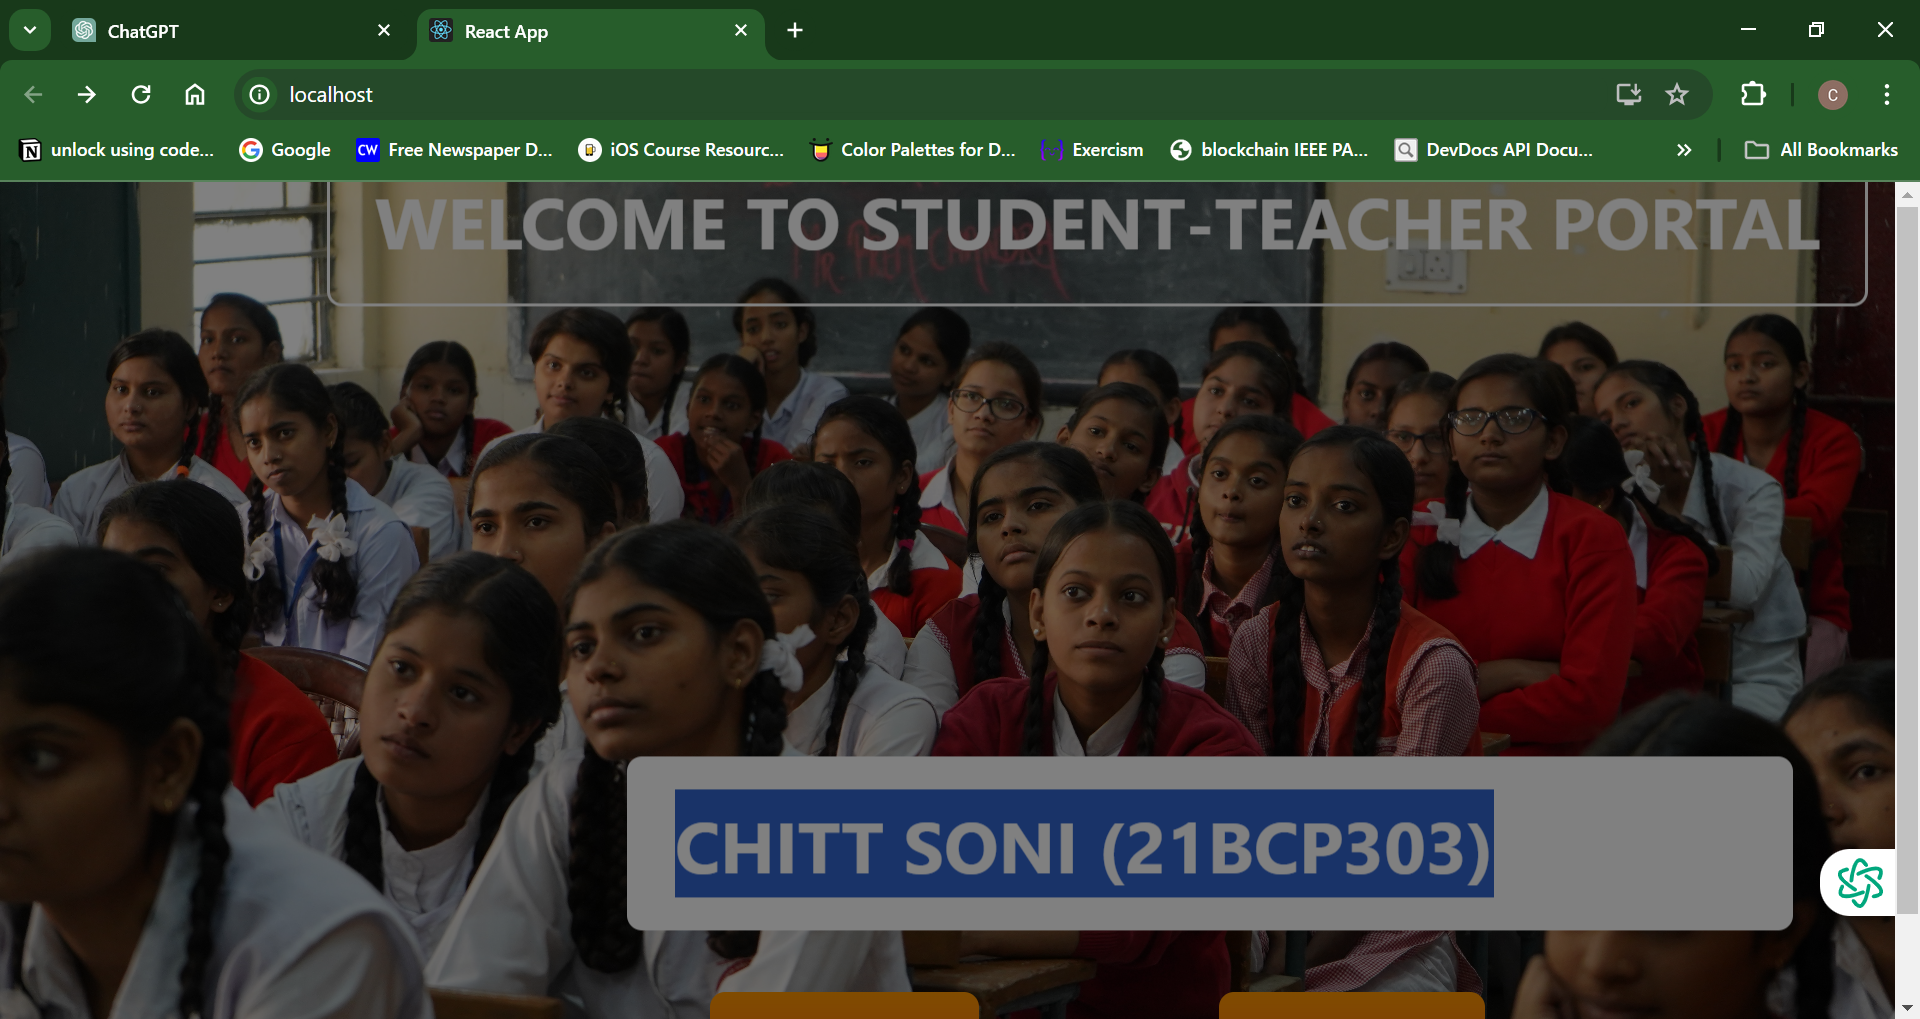 ChatGPT
React App
localhost
C
unlock using code...
Google
CW
Free Newspaper D...
iOS Course Resourc...
Color Palettes for D...
{·-·}
Exercism
blockchain IEEE PA...
DevDocs API Docu...
All Bookmarks
WELCOME TO STUDENT-TEACHER PORTAL
CHITT SONI (21BCP303)